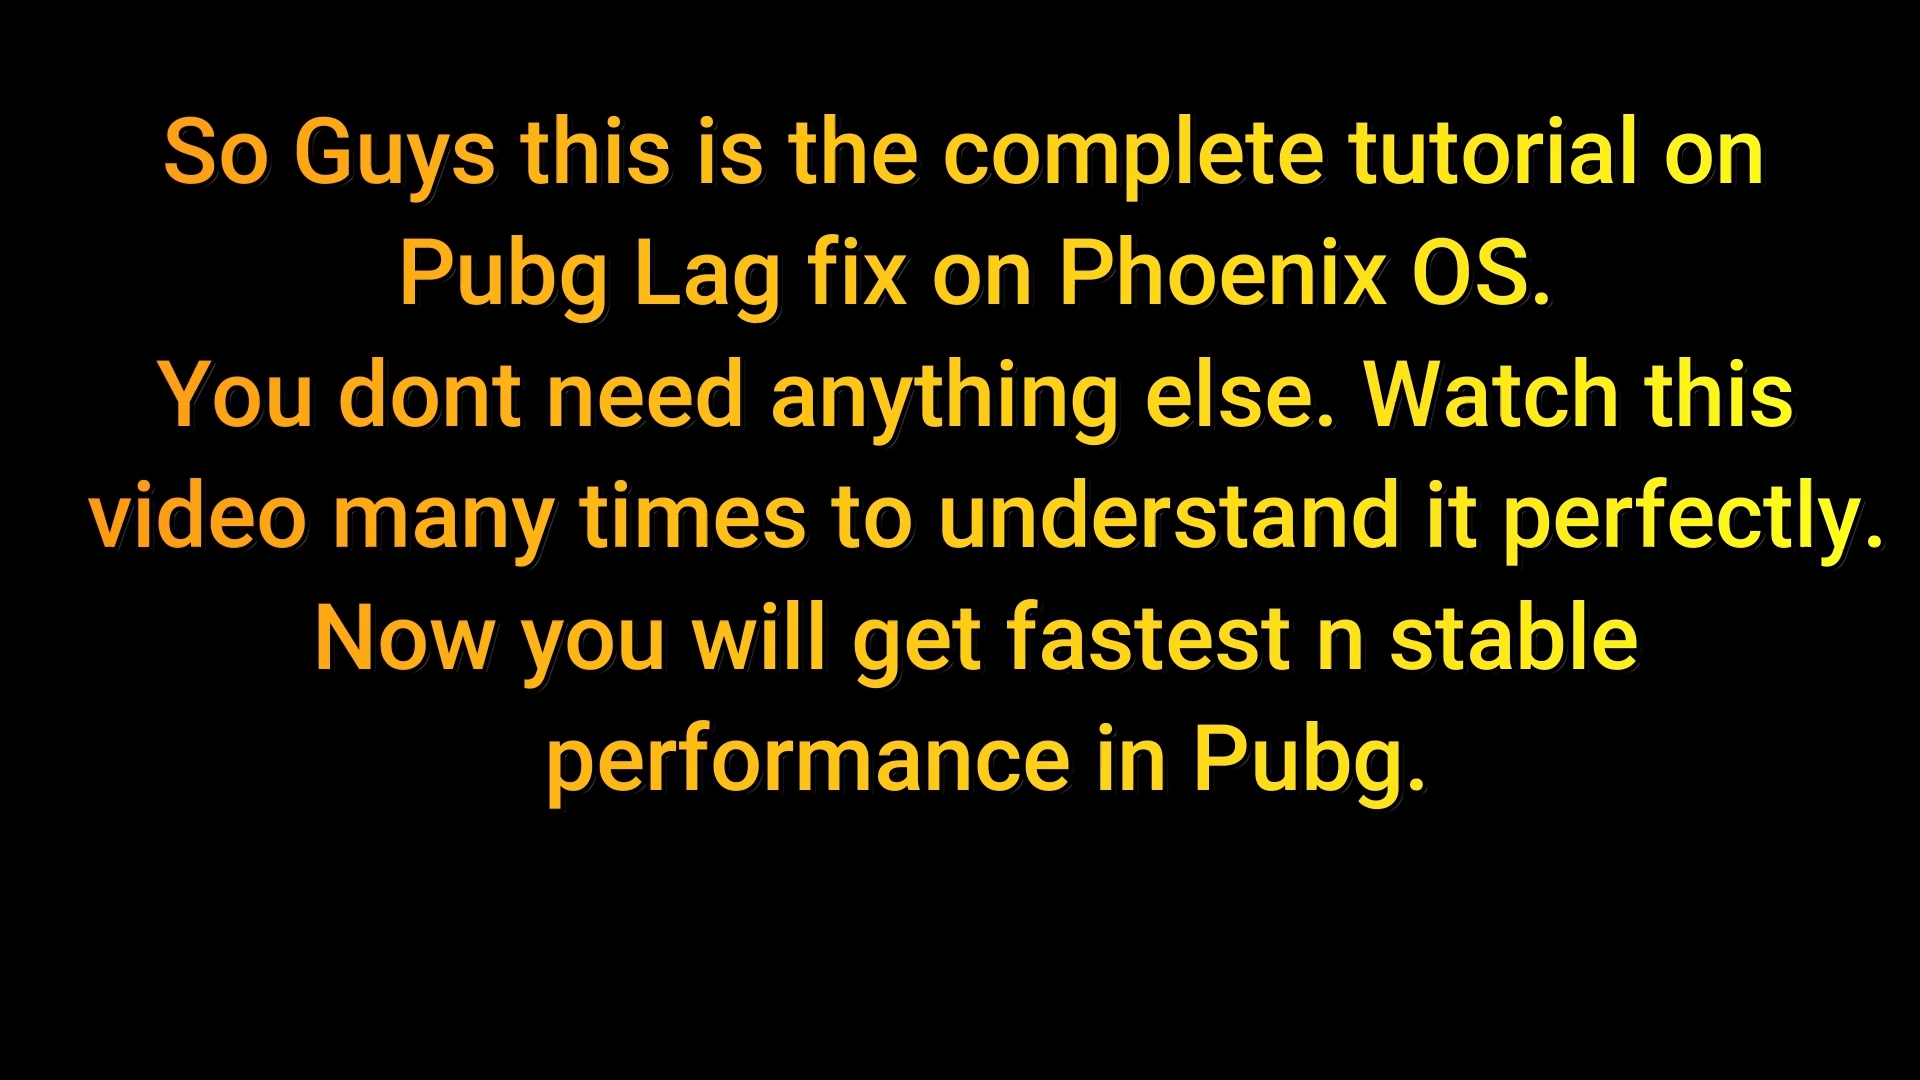 So Guys this is the complete tutorial on
Pubg Lag fix on Phoenix OS.
You dont need anything else. Watch this
video many times to understand it perfectly.
Now you will get fastest n stable
performance in Pubg.